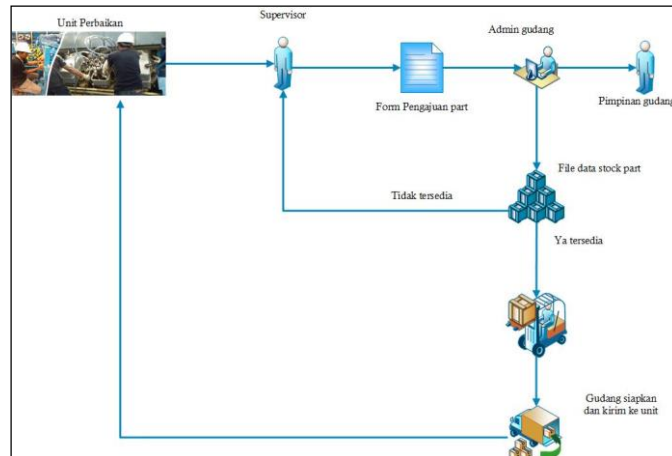 Unit Perbaikan
Supervisor
Admin gudang
Form Pengajuan part
Pimpinan gudang
File data stock part
Tidak tersedia
Ya tersedia
Gudang siapkan
dan kirim ke unit